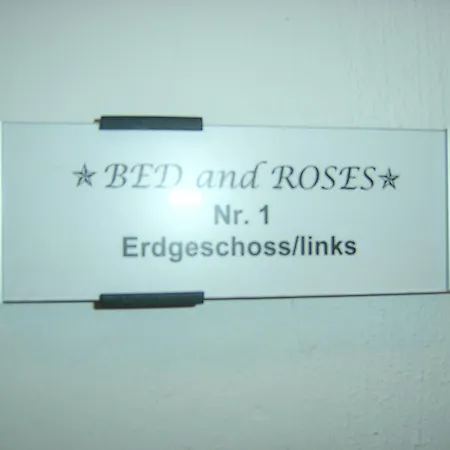 ★ BED and ROSES ★
Nr. 1
Erdgeschoss/links